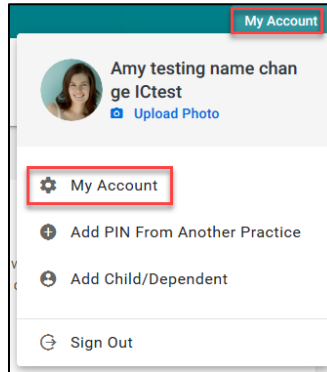 My Account
Amy testing name chan
ge ICtest
Upload Photo
My Account
Add PIN From Another Practice
Add Child/Dependent
Sign Out